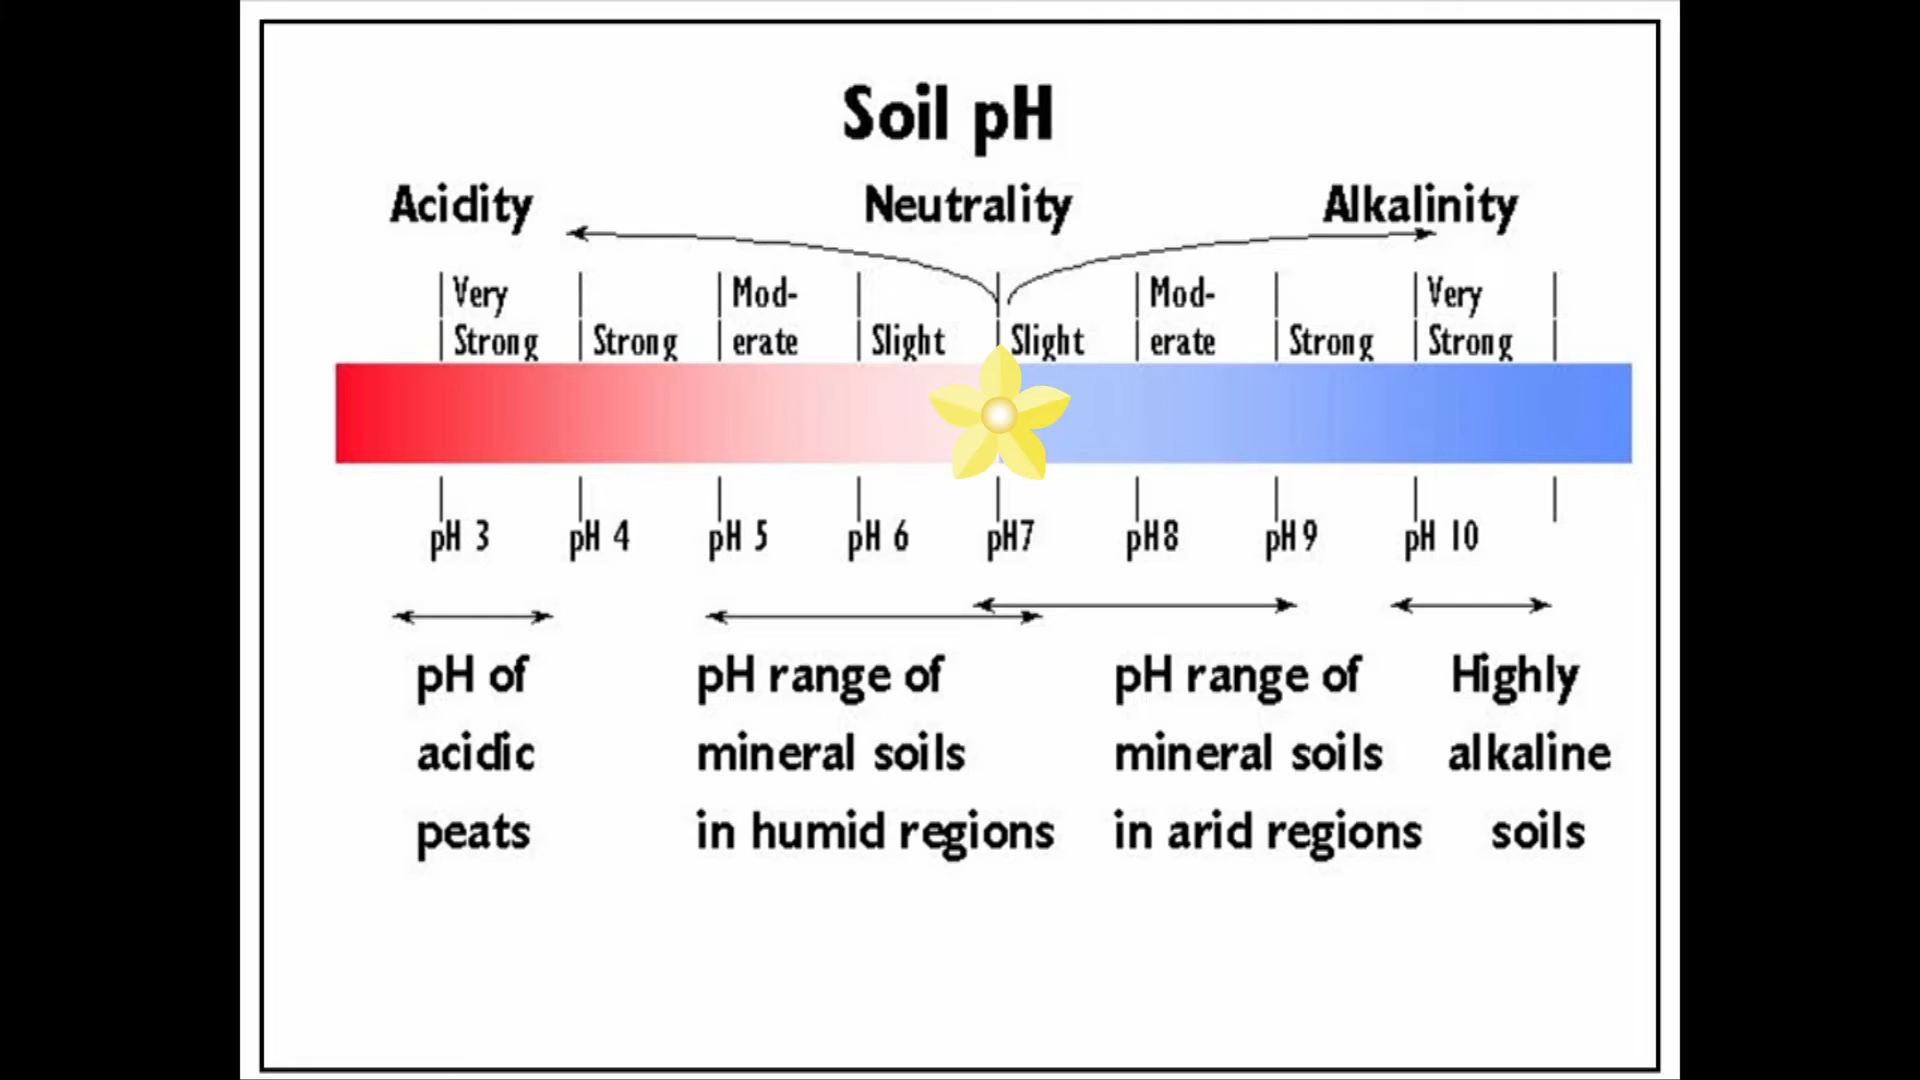 Soil pH
Acidity Neutrality Alkalinity
Very Mod- Mod- Very
Strong Strong erate Slight Slight erate Strong Strong
pH 3 pH 4 pH 5 pH 6 pH7 pH8 pH9 pH 10
pH of
acidic
peats
pH range of
mineral soils
in humid regions
pH range of
mineral soils
in arid regions
Highly
alkaline
soils